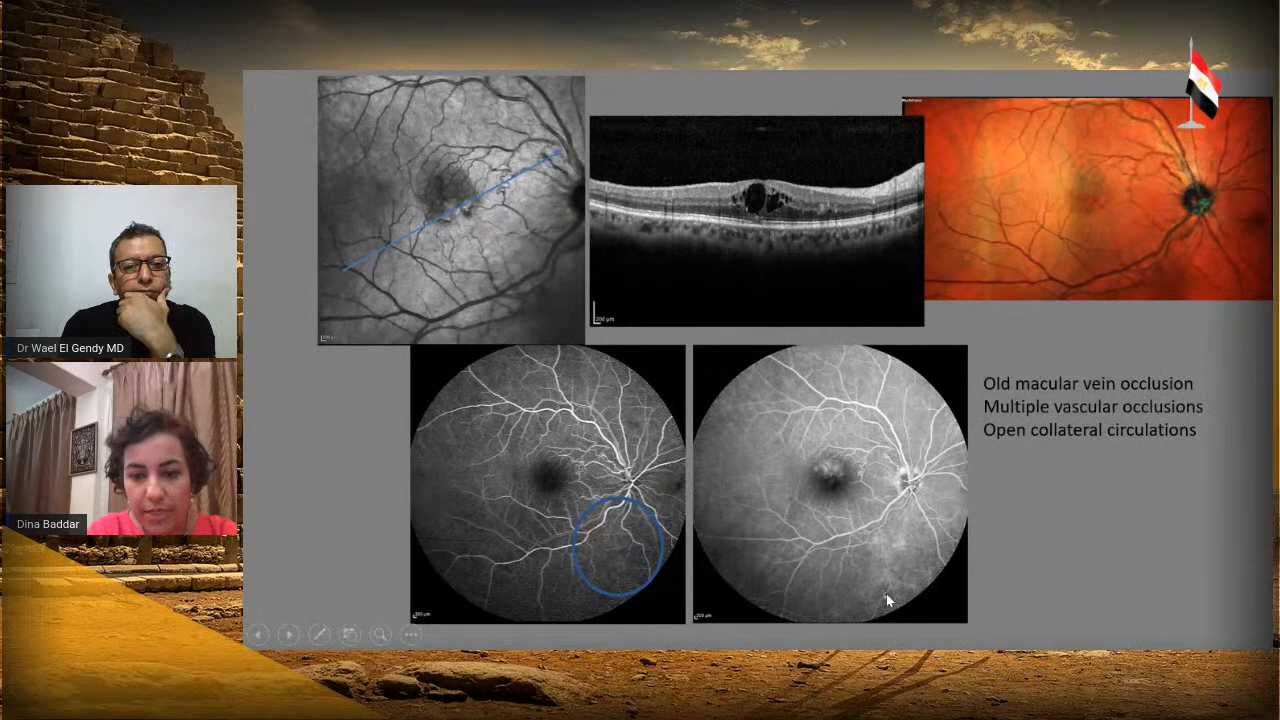 200 µm
Old macular vein occlusion
Multiple vascular occlusions
Open collateral circulations
Dr Wael El Gendy MD
Dina Baddar